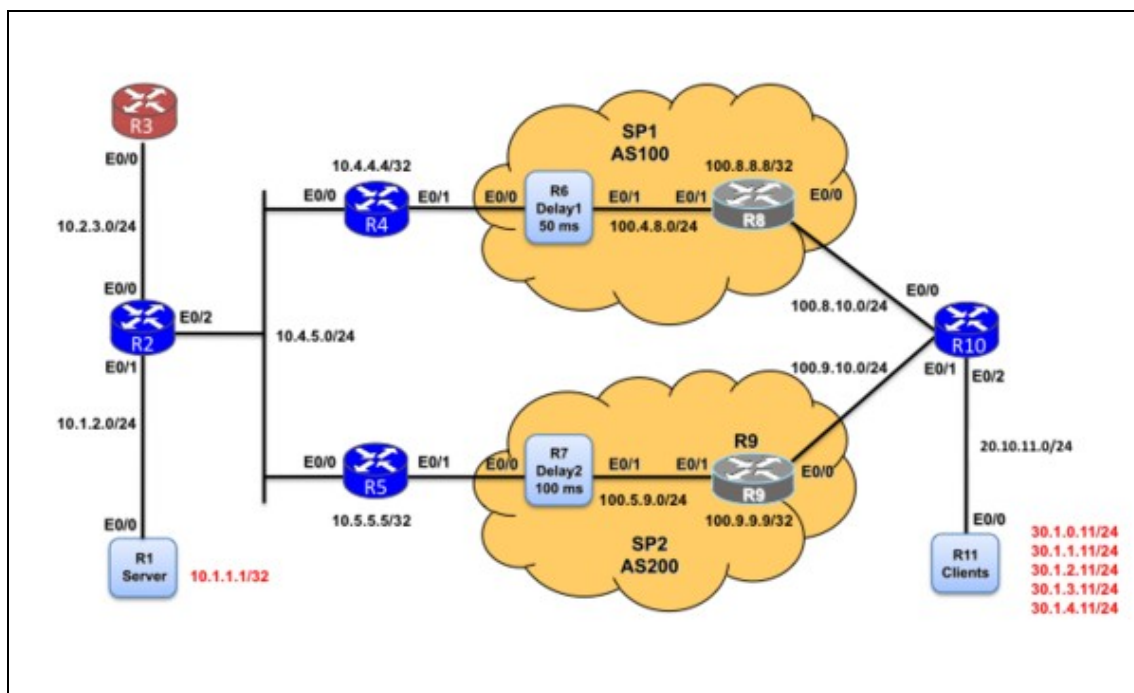 R3
E0/0
10.2.3.0/24
E0/0
R2
E0/2
E0/1
10.1.2.0/24
E0/0
R1
Server
10.1.1.1/32
10.4.5.0/24
10.4.4.4/32
E0/0
R4
E0/1
SP1
AS100
E0/0
R6
Delay1
50 ms
E0/1
100.4.8.0/24
E0/1
100.8.8.8/32
R8
E0/0
E0/0
R5
E0/1
10.5.5.5/32
E0/0
R7
Delay2
100 ms
E0/1
100.5.9.0/24
E0/1
R9
R9
E0/0
100.9.9.9/32
SP2
AS200
100.8.10.0/24
100.9.10.0/24
E0/0
R10
E0/1
E0/2
20.10.11.0/24
E0/0
R11
Clients
30.1.0.11/24
30.1.1.11/24
30.1.2.11/24
30.1.3.11/24
30.1.4.11/24